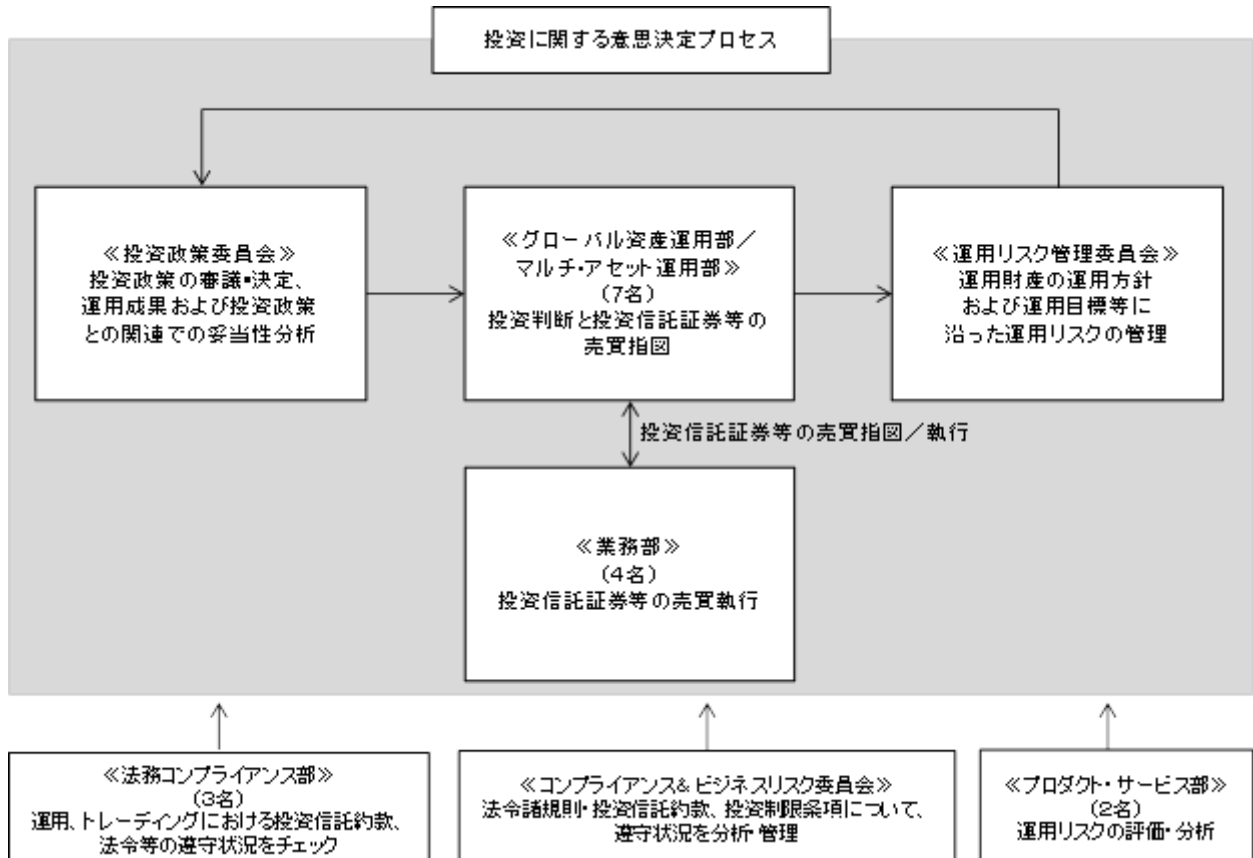 投資に関する意思決定プロセス
≪投資政策委員会≫
投資政策の審議・決定、
運用成果および投資政策
との関連での妥当性分析
≪グローバル資産運用部／
マルチ・アセット運用部≫
(7名)
投資判断と投資信託証券等の
売買指図
≪運用リスク管理委員会≫
運用財産の運用方針
および運用目標等に
沿った運用リスクの管理
投資信託証券等の売買指図／執行
≪業務部≫
(4名)
投資信託証券等の売買執行
≪法務コンプライアンス部≫
(3名)
運用、トレーディングにおける投資信託約款、
法令等の遵守状況をチェック
≪コンプライアンス&ビジネスリスク委員会≫
法令諸規則・投資信託約款、投資制限条項について、
遵守状況を分析・管理
≪プロダクト・サービス部≫
(2名)
運用リスクの評価・分析